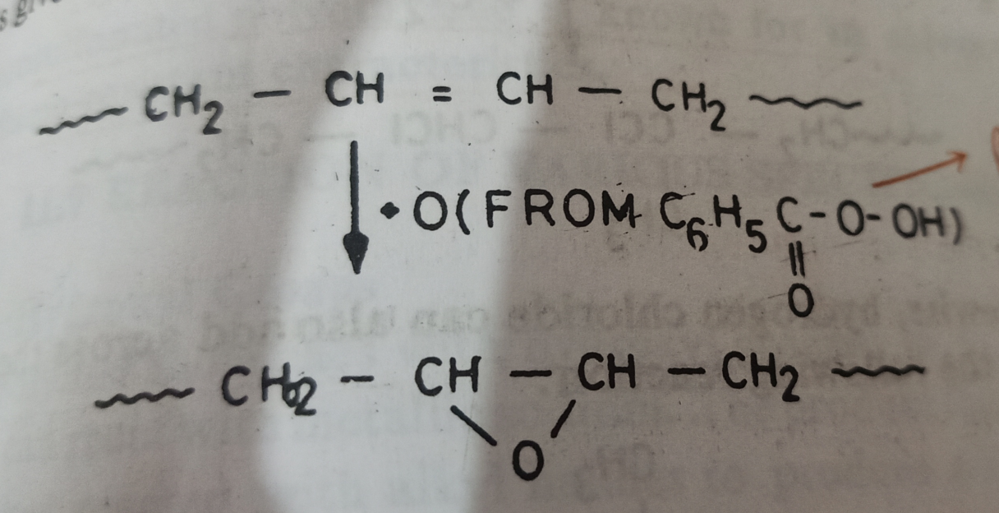 ~~ CH₂ – CH = CH – CH₂ ~~
• O(FROM C₆H₅C-O-OH)
||
O
~~ CH₂ – CH – CH – CH₂ ~~
\ /
O